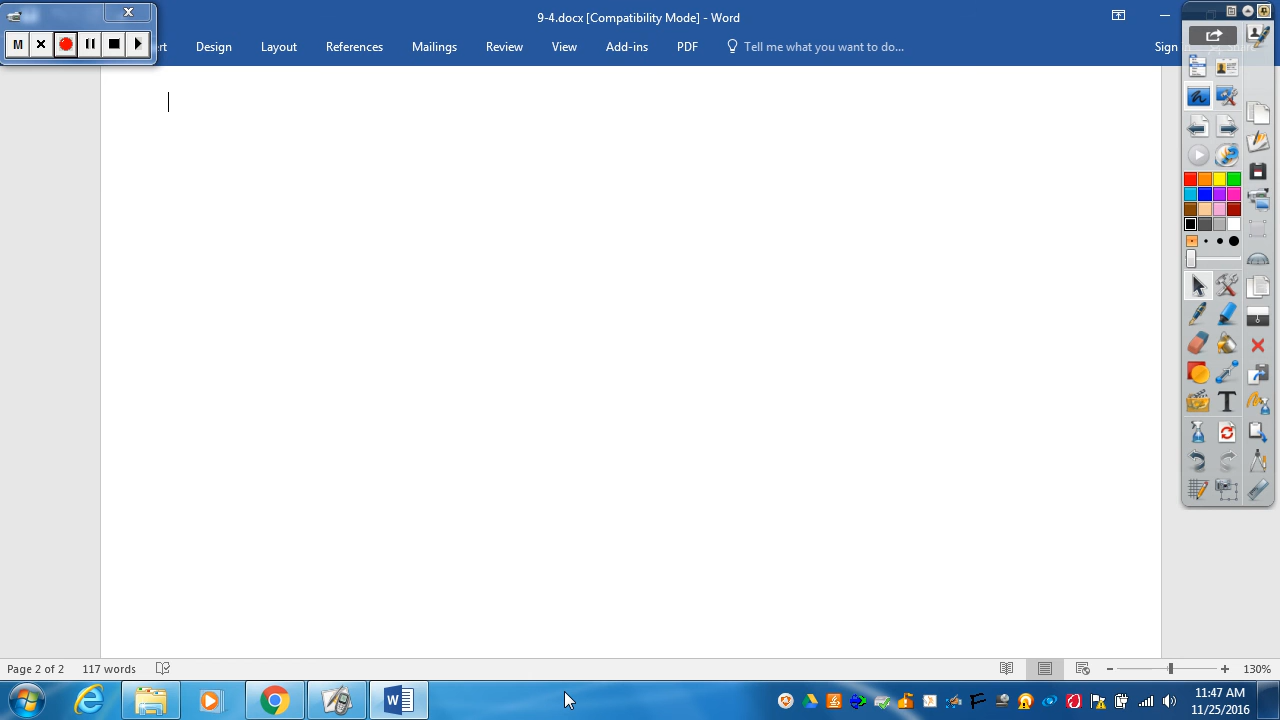 9-4.docx [Compatibility Mode] - Word
M
ert Design Layout References Mailings Review View Add-ins PDF Tell me what you want to do... Sign
T
Page 2 of 2 117 words 130%
11:47 AM
11/25/2016